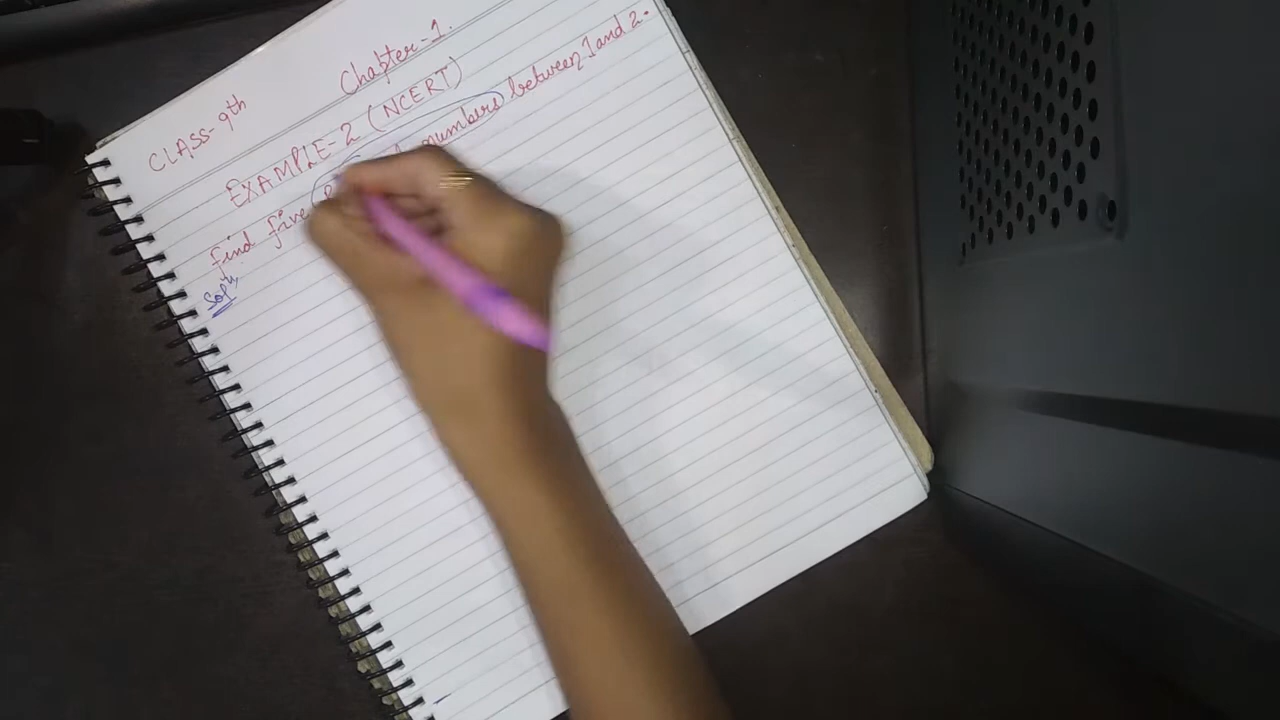 Chapter-1.
CLASS-9th
EXAMPLE-2 (NCERT)
Find five numbers between 1 and 2.
Sol^n,